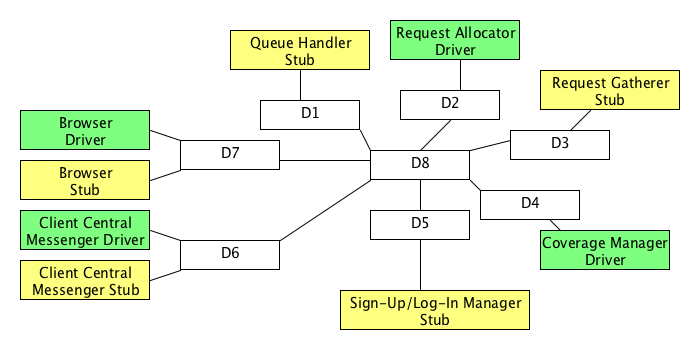 Request Allocator
Driver
Queue Handler
Stub
Request Gatherer
Stub
D1
D2
Browser
Driver
D3
D7
D8
Browser
Stub
D4
Client Central
Messenger Driver
D5
D6
Coverage Manager
Driver
Client Central
Messenger Stub
Sign-Up/Log-In Manager
Stub